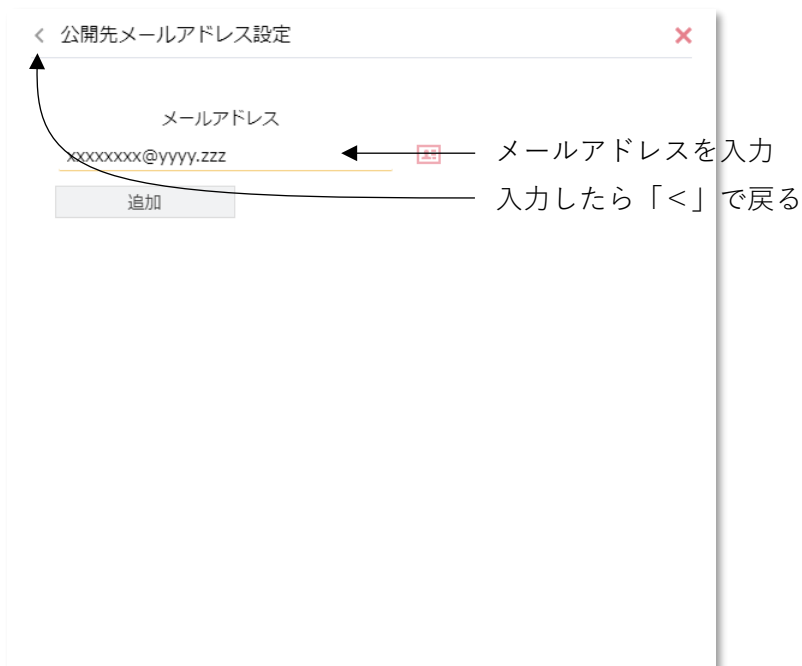 < 公開先メールアドレス設定 ×
メールアドレス
xxxxxxxx@yyyy.zzz
メールアドレスを入力
追加
入力したら「<」で戻る